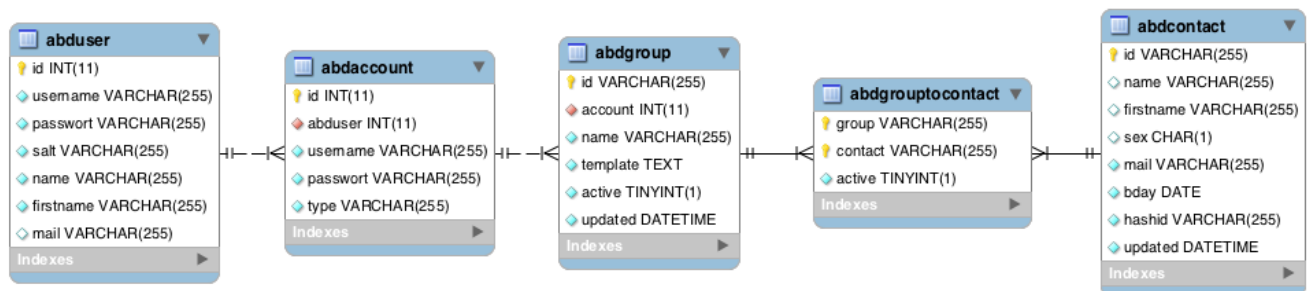 abduser
id INT(11)
username VARCHAR(255)
passwort VARCHAR(255)
salt VARCHAR(255)
name VARCHAR(255)
firstname VARCHAR(255)
mail VARCHAR(255)
Indexes
abdaccount
id INT(11)
abduser INT(11)
username VARCHAR(255)
passwort VARCHAR(255)
type VARCHAR(255)
Indexes
abdgroup
id VARCHAR(255)
account INT(11)
name VARCHAR(255)
template TEXT
active TINYINT(1)
updated DATETIME
Indexes
abdgrouptocontact
group VARCHAR(255)
contact VARCHAR(255)
active TINYINT(1)
Indexes
abdcontact
id VARCHAR(255)
name VARCHAR(255)
firstname VARCHAR(255)
sex CHAR(1)
mail VARCHAR(255)
bday DATE
hashid VARCHAR(255)
updated DATETIME
Indexes